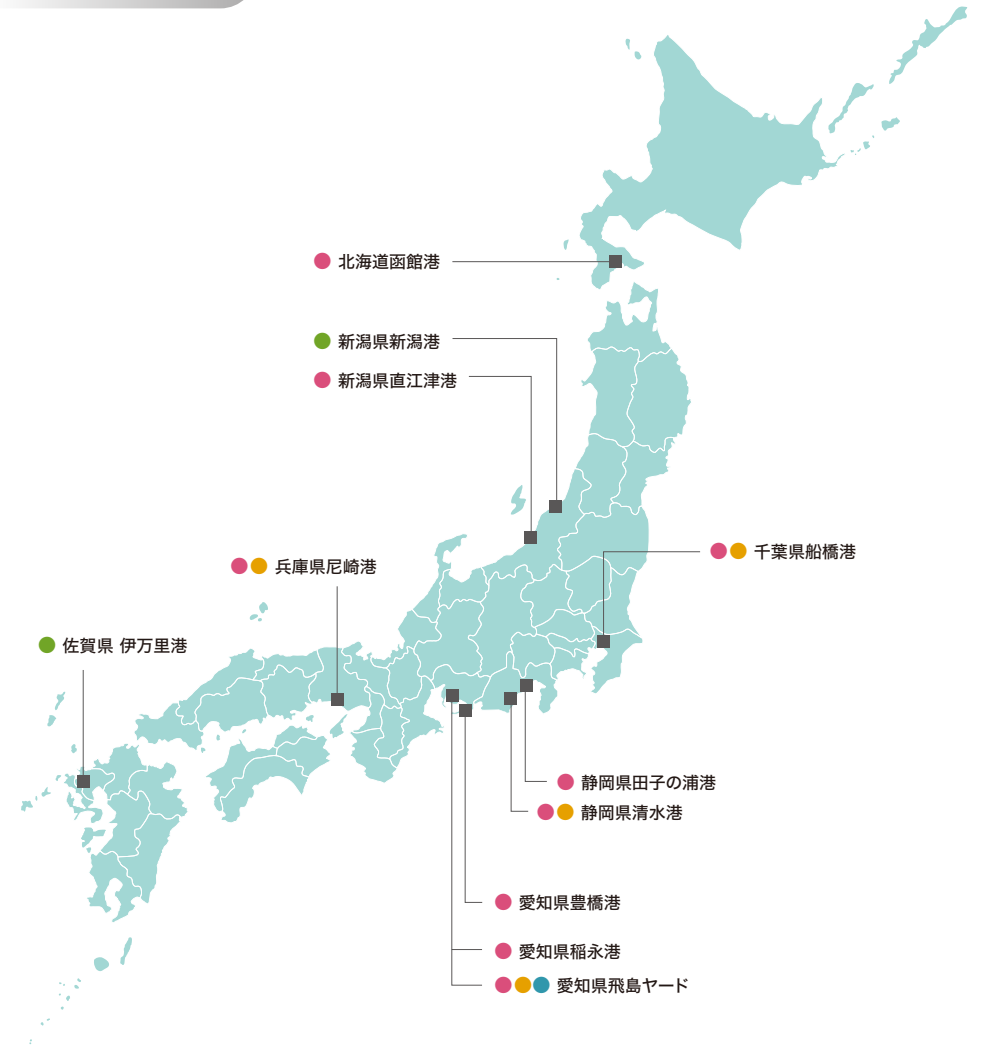 北海道函館港
新潟県新潟港
新潟県直江津港
千葉県船橋港
兵庫県尼崎港
佐賀県 伊万里港
静岡県田子の浦港
静岡県清水港
愛知県豊橋港
愛知県稲永港
愛知県飛島ヤード